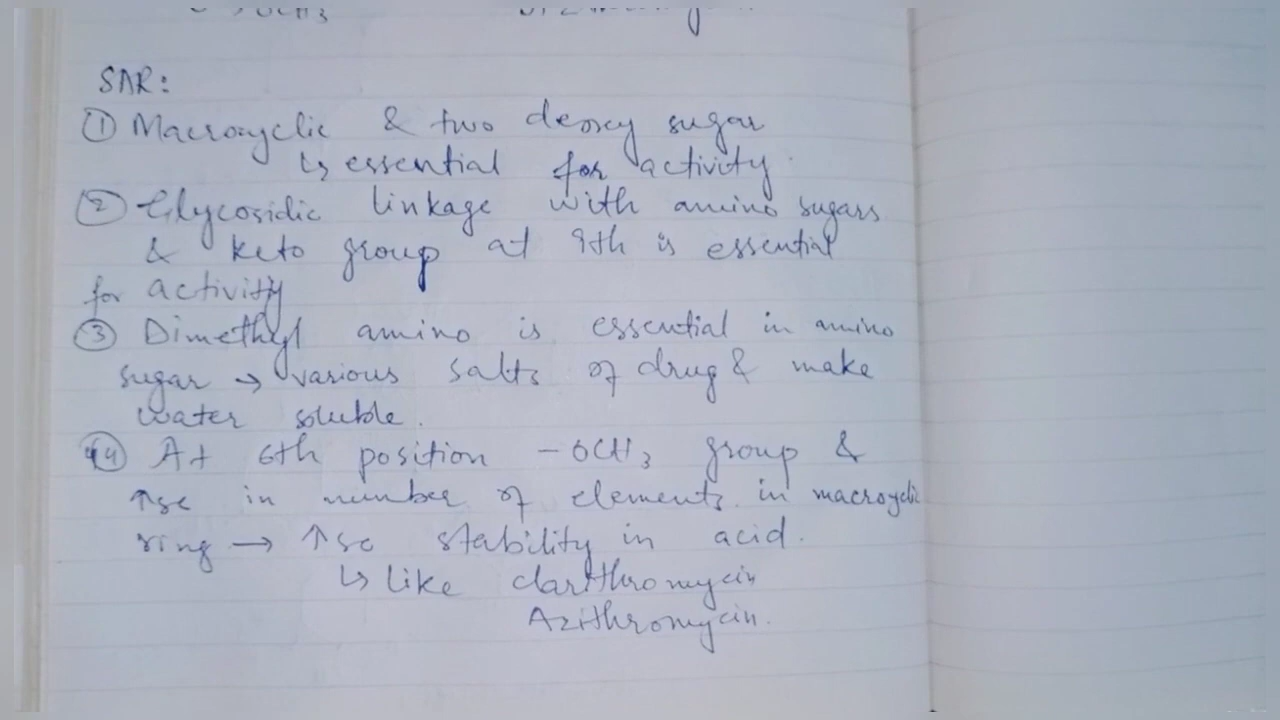 OCH3
SAR:
① Macrocyclic & two deoxy sugar
↳ essential for activity.
② Glycosidic linkage with amino sugars
& keto group at 9th is essential
for activity
③ Dimethyl amino is essential in amino
sugar → various salts of drug & make
water soluble.
④ At 6th position -OCH3 group &
↑se in number of elements in macrocyclic
ring → ↑se stability in acid.
↳ like clarithromycin
Azithromycin.